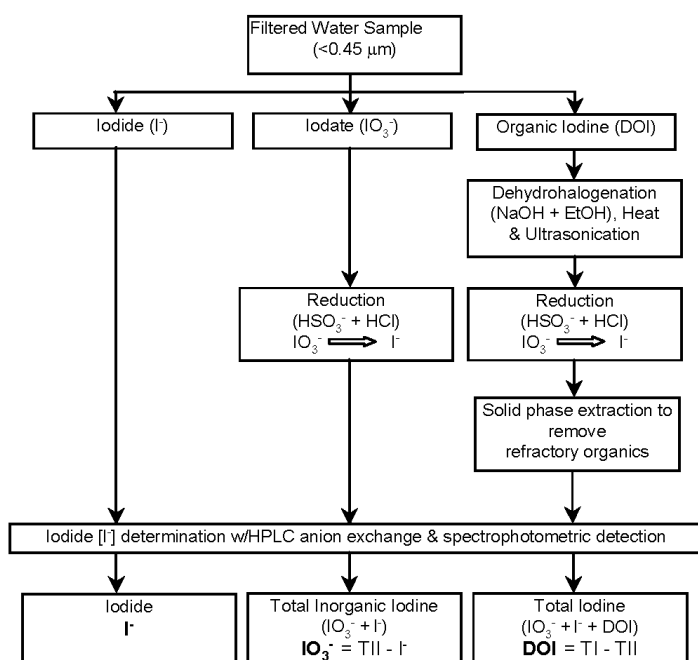 Filtered Water Sample
(<0.45 μm)
Iodide (I⁻)
Iodate (IO₃⁻)
Organic Iodine (DOI)
Dehydrohalogenation
(NaOH + EtOH), Heat
& Ultrasonication
Reduction
(HSO₃⁻ + HCl)
IO₃⁻ ⟹ I⁻
Reduction
(HSO₃⁻ + HCl)
IO₃⁻ ⟹ I⁻
Solid phase extraction to
remove
refractory organics
Iodide [I⁻] determination w/HPLC anion exchange & spectrophotometric detection
Iodide
I⁻
Total Inorganic Iodine
(IO₃⁻ + I⁻)
IO₃⁻ = TII - I⁻
Total Iodine
(IO₃⁻ + I⁻ + DOI)
DOI = TI - TII